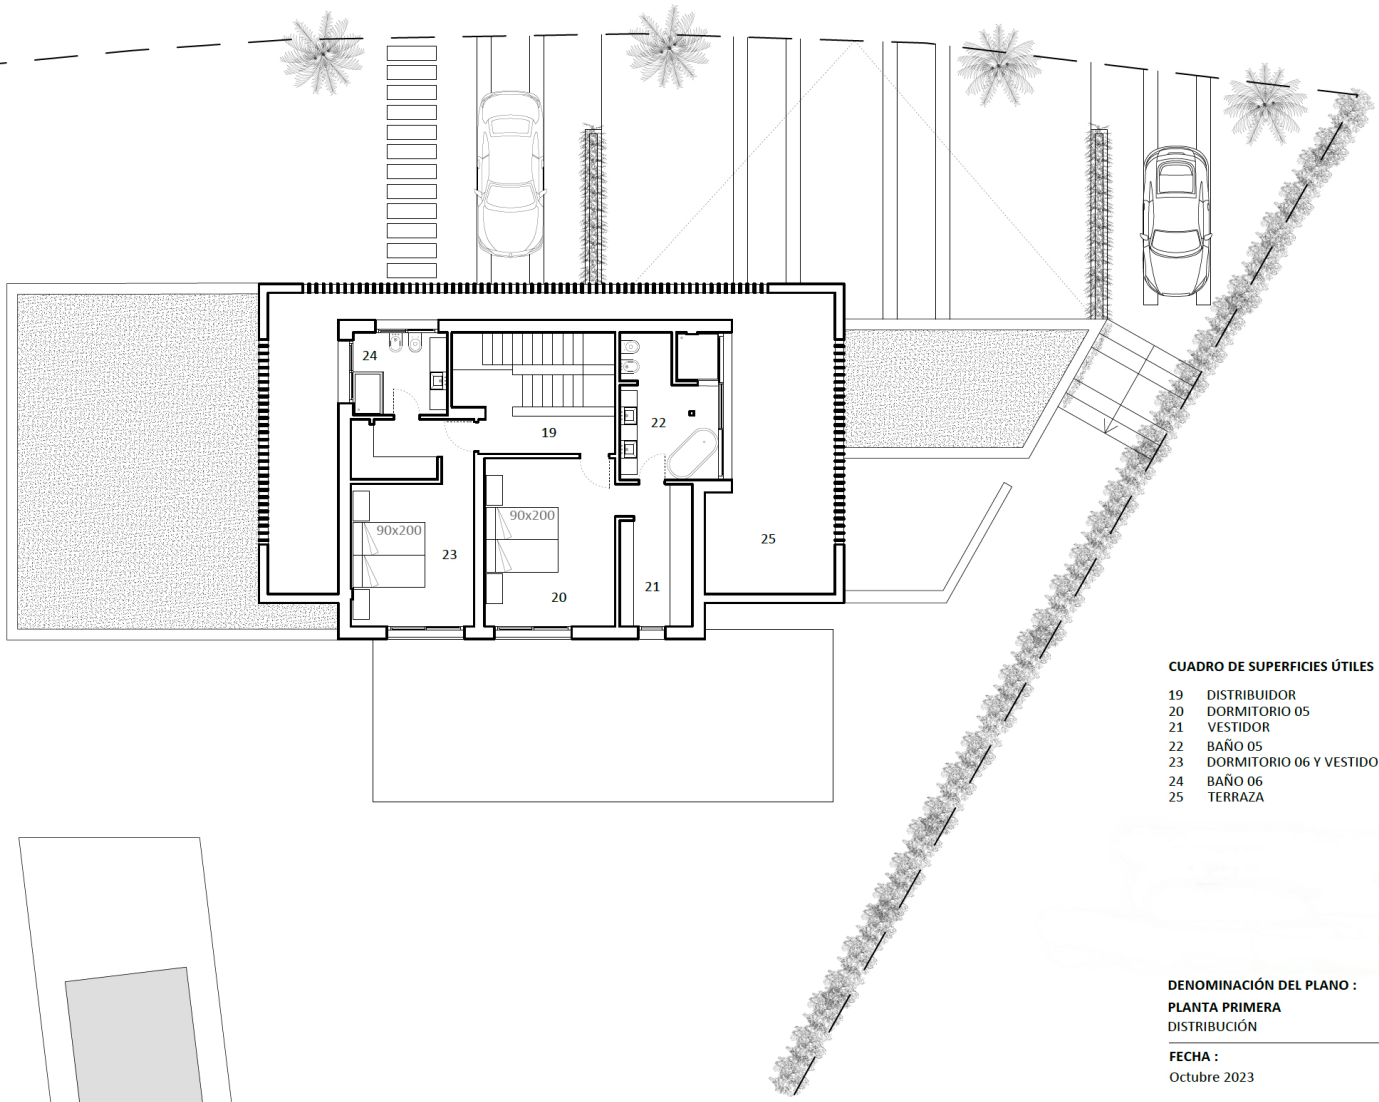 24
19
22
90x200
90x200
23
25
21
20
CUADRO DE SUPERFICIES ÚTILES
19 DISTRIBUIDOR
20 DORMITORIO 05
21 VESTIDOR
22 BAÑO 05
23 DORMITORIO 06 Y VESTIDO
24 BAÑO 06
25 TERRAZA
DENOMINACIÓN DEL PLANO :
PLANTA PRIMERA
DISTRIBUCIÓN
FECHA :
Octubre 2023